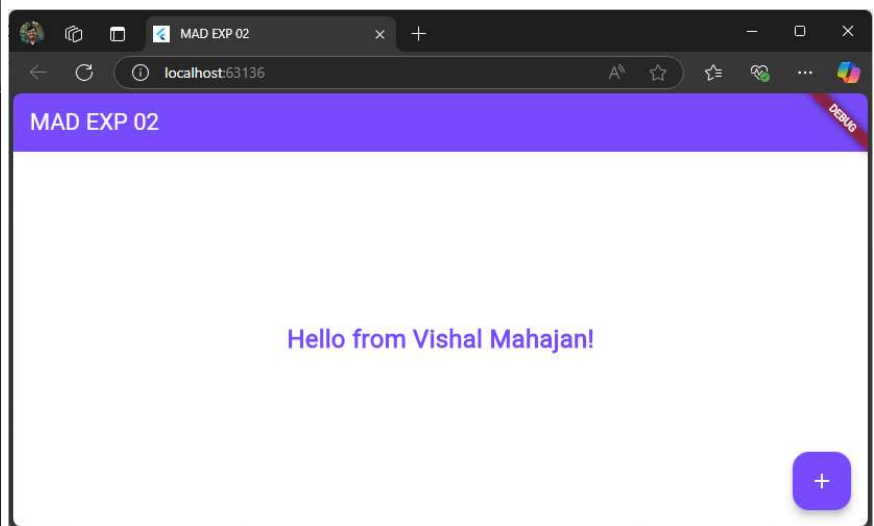 MAD EXP 02
localhost:63136
MAD EXP 02
DEBUG
Hello from Vishal Mahajan!